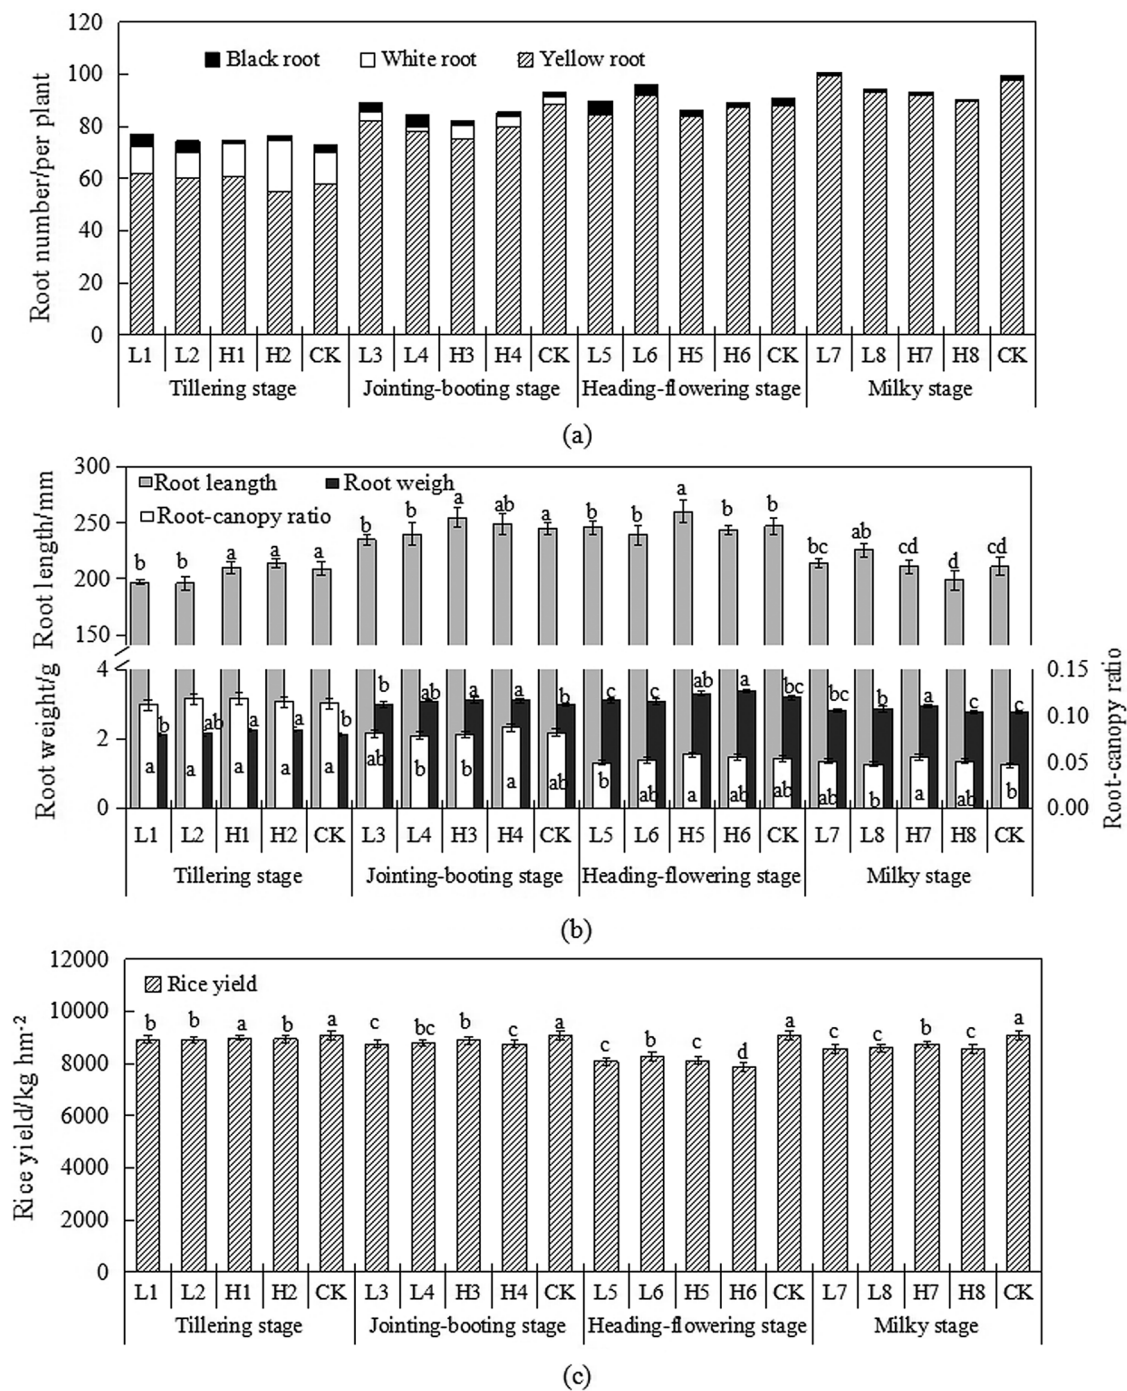 120
100
80
60
40
20
0
Root number/per plant
Black root White root Yellow root
L1 L2 H1 H2 CK L3 L4 H3 H4 CK L5 L6 H5 H6 CK L7 L8 H7 H8 CK
Tillering stage Jointing-booting stage Heading-flowering stage Milky stage
(a)
300
250
200
150
4
2
0
Root length/mm
Root weight/g
Root leangth Root weigh
Root-canopy ratio
b b a a a b b a ab a b b a b b bc ab cd d cd
b ab a a b b ab a a b c c ab a bc bc b a c c
a a a a a ab b b a ab b ab a ab ab ab b a ab b
0.15
0.10
0.05
0.00
Root-canopy ratio
L1 L2 H1 H2 CK L3 L4 H3 H4 CK L5 L6 H5 H6 CK L7 L8 H7 H8 CK
Tillering stage Jointing-booting stage Heading-flowering stage Milky stage
(b)
12000
10000
8000
6000
4000
2000
0
Rice yield/kg hm-2
Rice yield
b b a b a c bc b c a c b c d a c c b c a
L1 L2 H1 H2 CK L3 L4 H3 H4 CK L5 L6 H5 H6 CK L7 L8 H7 H8 CK
Tillering stage Jointing-booting stage Heading-flowering stage Milky stage
(c)